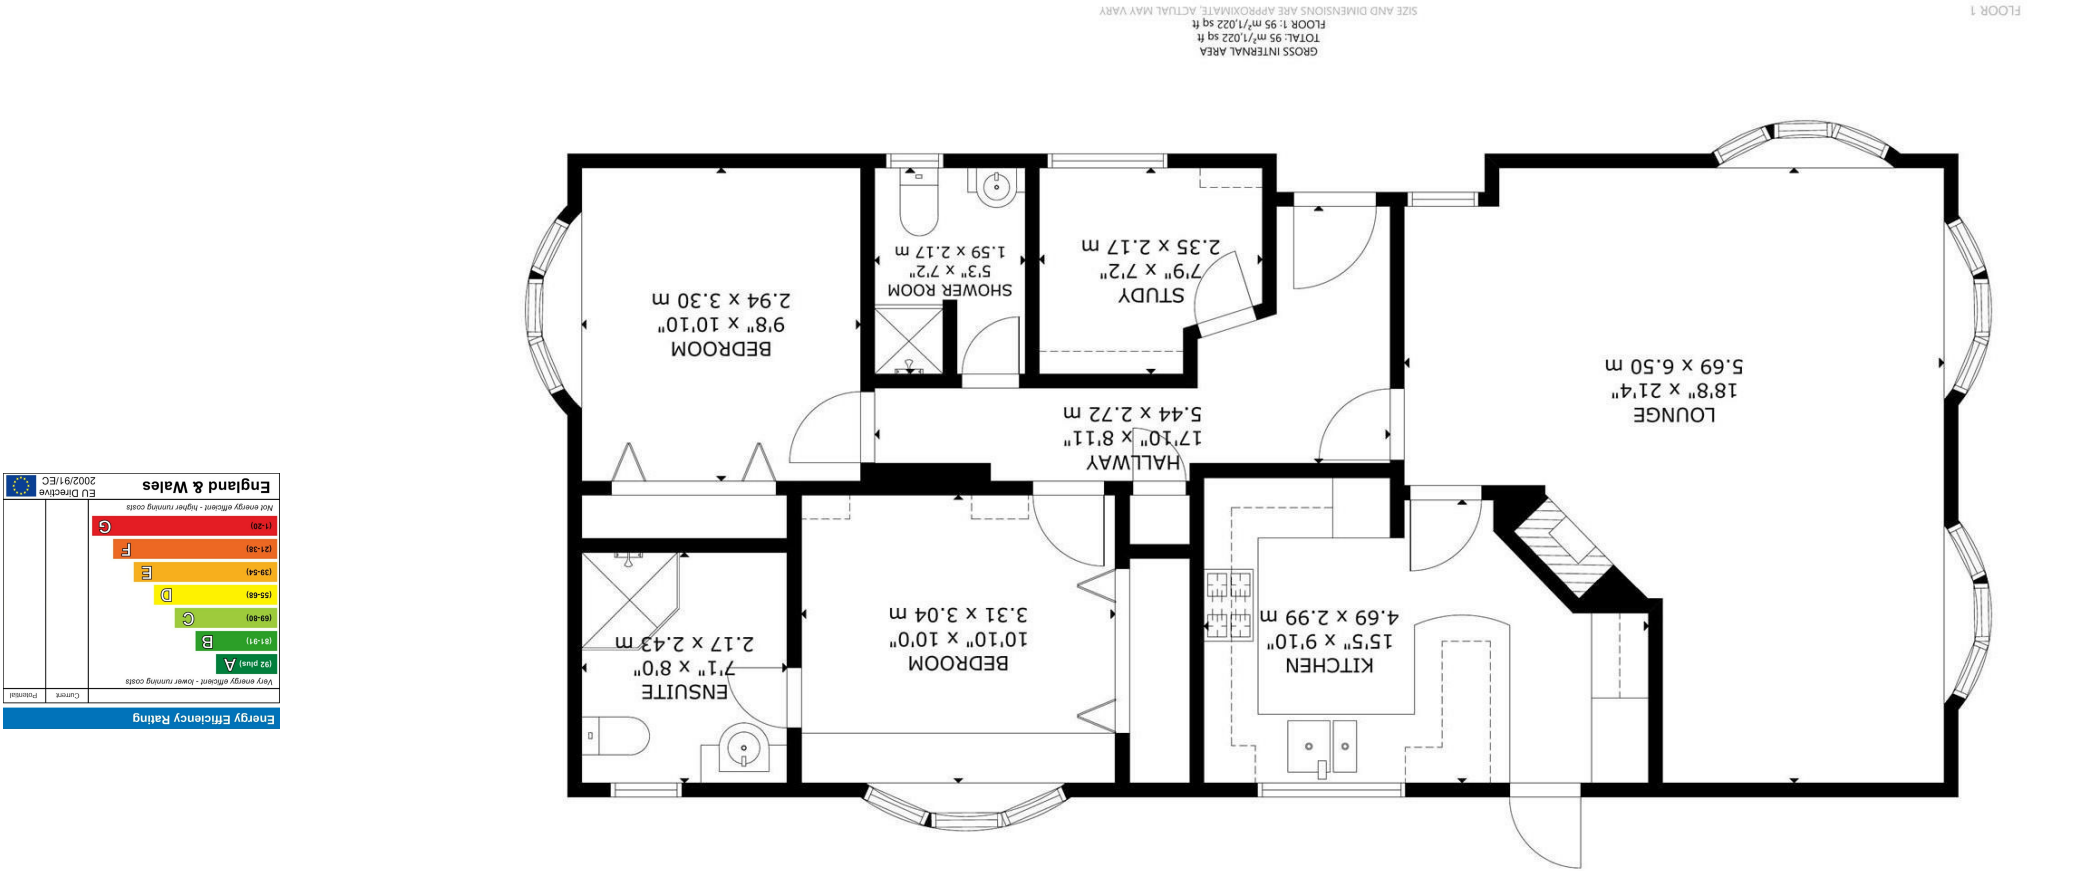 FLOOR 1
GROSS INTERNAL AREA
TOTAL: 95 m²/1,022 sq ft
FLOOR 1: 95 m²/1,022 sq ft
SIZE AND DIMENSIONS ARE APPROXIMATE, ACTUAL MAY VARY
LOUNGE
18'8" x 21'4"
5.69 x 6.50 m
KITCHEN
15'5" x 9'10"
4.69 x 2.99 m
HALLWAY
17'10" x 8'11"
5.44 x 2.72 m
STUDY
7'9" x 7'2"
2.35 x 2.17 m
SHOWER ROOM
5'3" x 7'2"
1.59 x 2.17 m
BEDROOM
9'8" x 10'10"
2.94 x 3.30 m
BEDROOM
10'10" x 10'0"
3.31 x 3.04 m
ENSUITE
7'1" x 8'0"
2.17 x 2.43 m
Energy Efficiency Rating
Current Potential
Very energy efficient - lower running costs
(92 plus) A
(81-91) B
(69-80) C
(55-68) D
(39-54) E
(21-38) F
(1-20) G
Not energy efficient - higher running costs
England & Wales
EU Directive
2002/91/EC